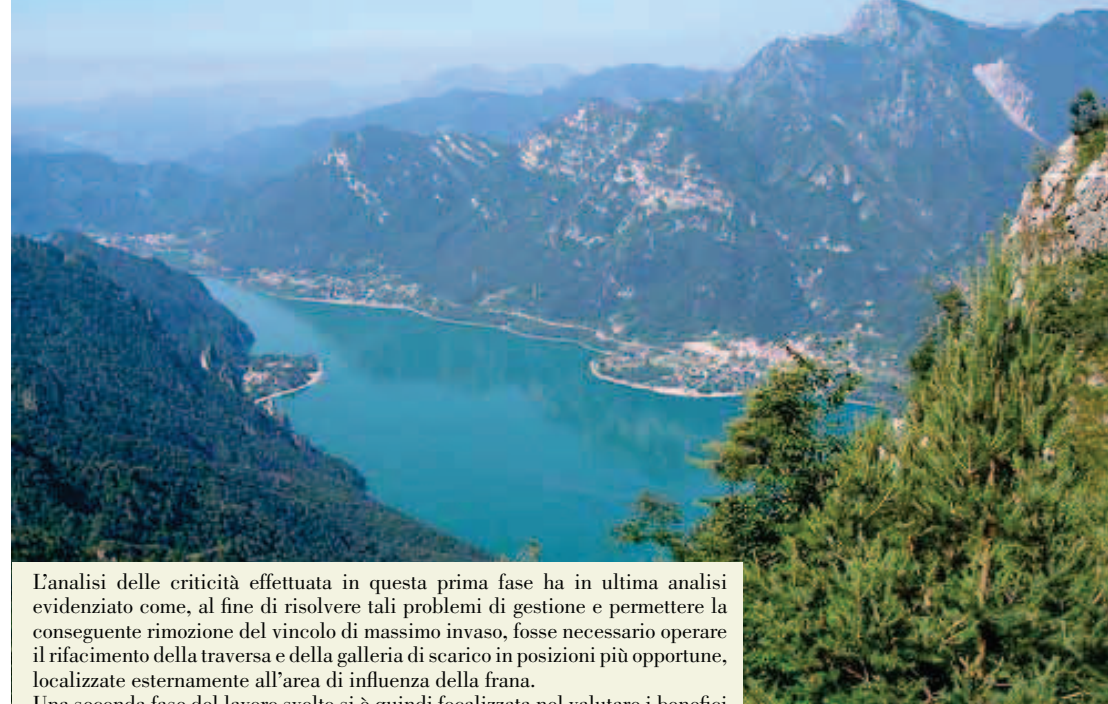 L'analisi delle criticità effettuata in questa prima fase ha in ultima analisi
evidenziato come, al fine di risolvere tali problemi di gestione e permettere la
conseguente rimozione del vincolo di massimo invaso, fosse necessario operare
il rifacimento della traversa e della galleria di scarico in posizioni più opportune,
localizzate esternamente all'area di influenza della frana.
Una seconda fase del lavoro svolto si è quindi focalizzata nel valutare i benefici